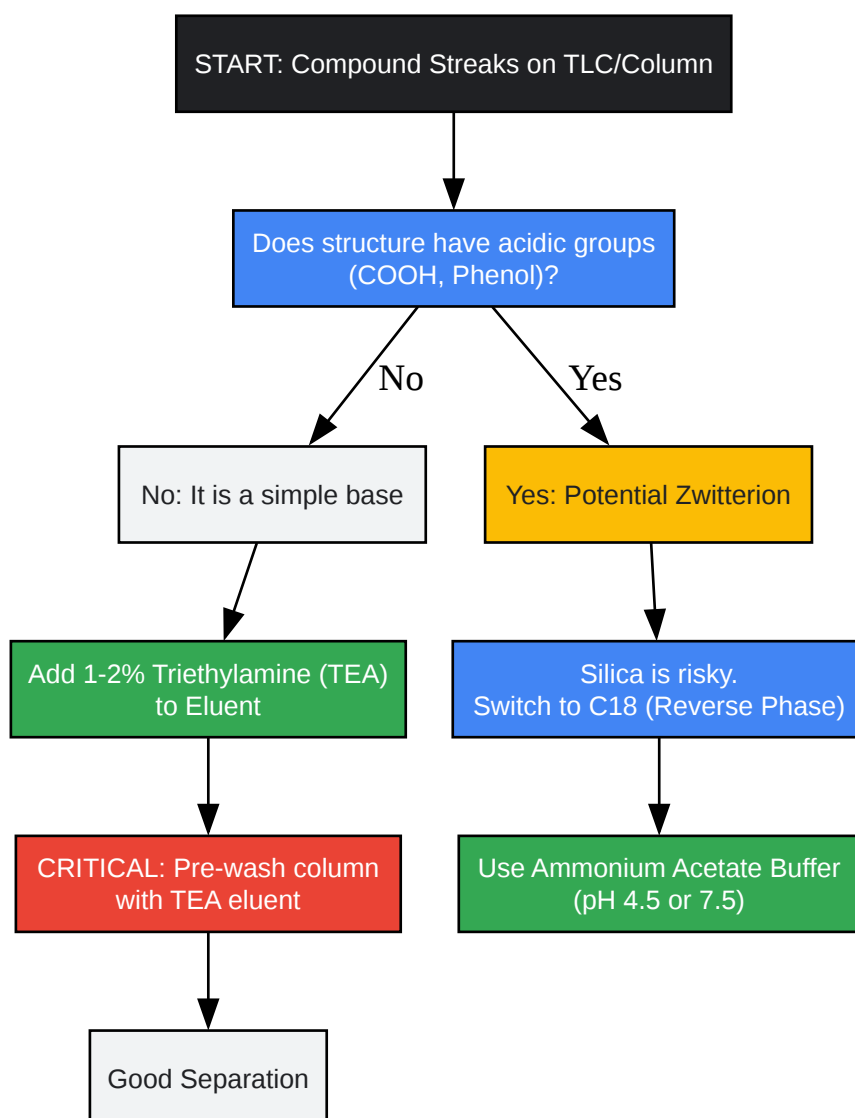 START: Compound Streaks on TLC/Column
Does structure have acidic groups
(COOH, Phenol)?
No
Yes
No: It is a simple base
Yes: Potential Zwitterion
Add 1-2% Triethylamine (TEA)
to Eluent
Silica is risky.
Switch to C18 (Reverse Phase)
CRITICAL: Pre-wash column
with TEA eluent
Use Ammonium Acetate Buffer
(pH 4.5 or 7.5)
Good Separation